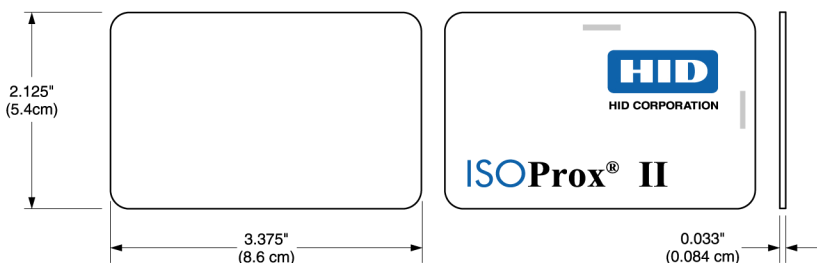 2.125"
(5.4cm)
HID
HID CORPORATION
ISOProx® II
3.375"
(8.6 cm)
0.033"
(0.084 cm)